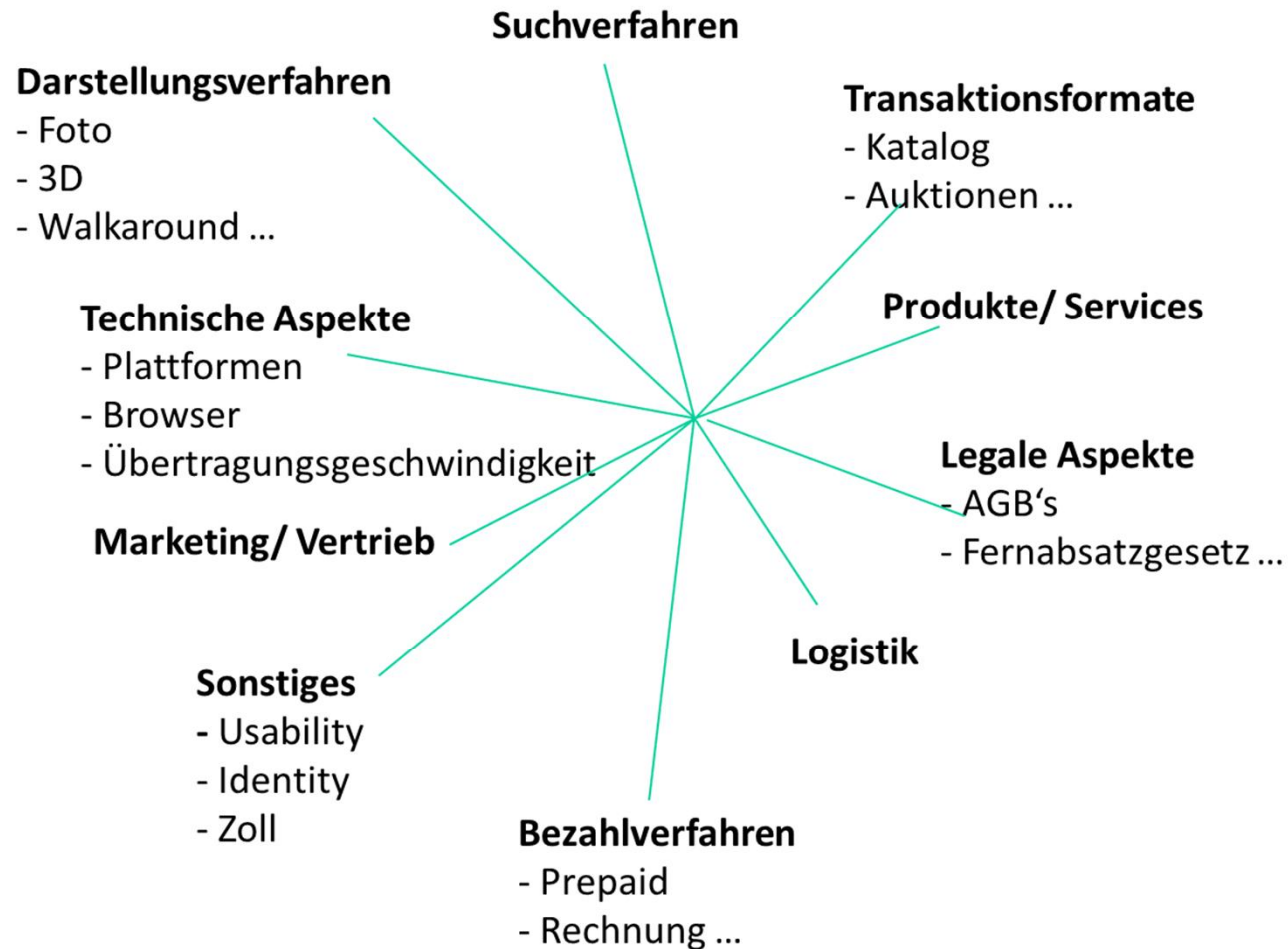 Suchverfahren
Darstellungsverfahren
- Foto
- 3D
- Walkaround ...
Transaktionsformate
- Katalog
- Auktionen ...
Technische Aspekte
- Plattformen
- Browser
- Übertragungsgeschwindigkeit
Produkte/ Services
Legale Aspekte
- AGB‘s
- Fernabsatzgesetz ...
Marketing/ Vertrieb
Logistik
Sonstiges
- Usability
- Identity
- Zoll
Bezahlverfahren
- Prepaid
- Rechnung ...